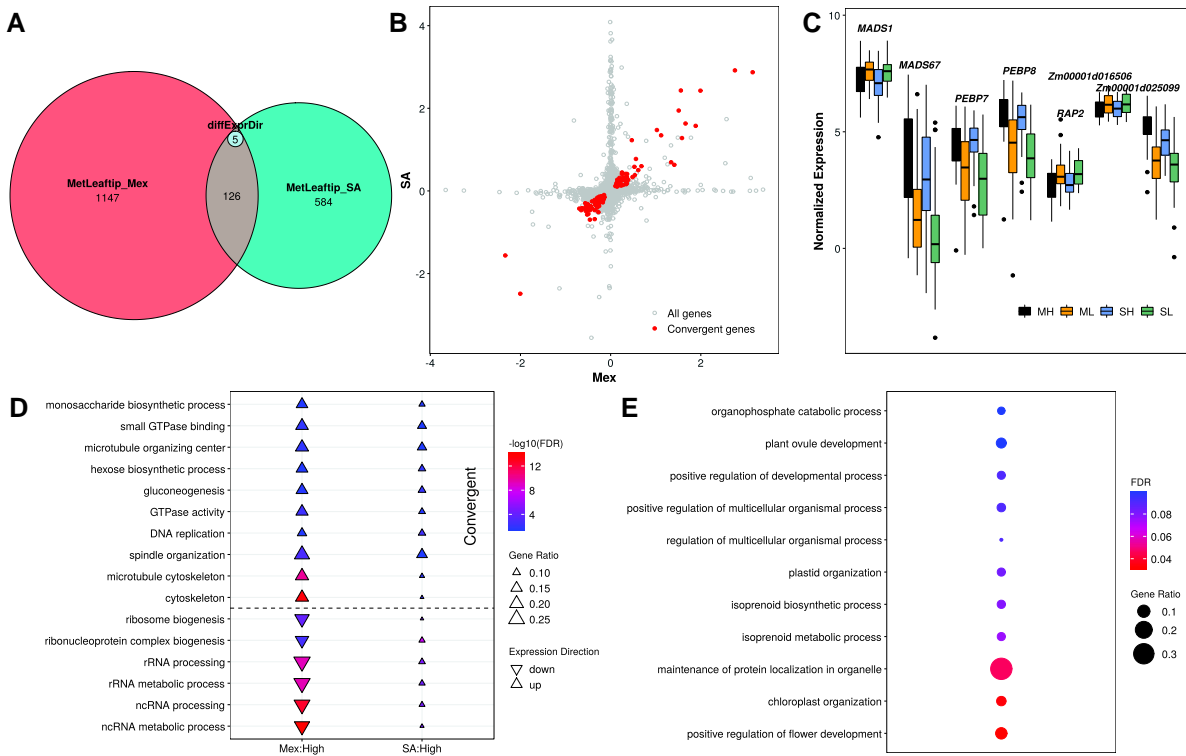 A
diffExprDir
5
MetLeaftip_Mex
1147
126
MetLeaftip_SA
584
B
SA
4
2
0
-2
-4
-2
0
2
Mex
All genes
Convergent genes
C
Normalized Expression
10
5
0
MADS1
MADS67
PEBP7
PEBP8
Zm00001d016506
RAP2
Zm00001d025099
MH
ML
SH
SL
D
monosaccharide biosynthetic process
small GTPase binding
microtubule organizing center
hexose biosynthetic process
gluconeogenesis
GTPase activity
DNA replication
spindle organization
microtubule cytoskeleton
cytoskeleton
ribosome biogenesis
ribonucleoprotein complex biogenesis
rRNA processing
rRNA metabolic process
ncRNA processing
ncRNA metabolic process
Mex:High
SA:High
Convergent
-log10(FDR)
12
8
4
Gene Ratio
0.10
0.15
0.20
0.25
Expression Direction
down
up
E
organophosphate catabolic process
plant ovule development
positive regulation of developmental process
positive regulation of multicellular organismal process
regulation of multicellular organismal process
plastid organization
isoprenoid biosynthetic process
isoprenoid metabolic process
maintenance of protein localization in organelle
chloroplast organization
positive regulation of flower development
FDR
0.08
0.06
0.04
Gene Ratio
0.1
0.2
0.3